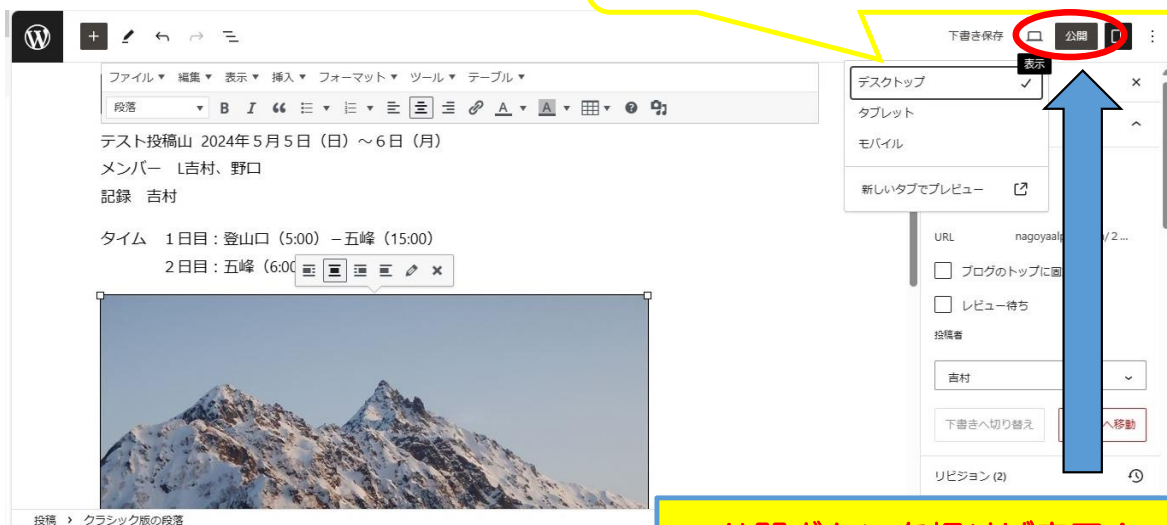 下書き保存
公開
表示
ファイル 編集 表示 挿入 フォーマット ツール テーブル
段落
デスクトップ
タブレット
モバイル
新しいタブでプレビュー
テスト投稿山 2024年5月5日（日）～6日（月）
メンバー L吉村、野口
記録 吉村
タイム 1日目：登山口（5:00）－五峰（15:00）
2日目：五峰（6:00
URL nagoyaalp
/ 2...
ブログのトップに
レビュー待ち
投稿者
吉村
下書きへ切り替え
へ移動
リビジョン (2)
投稿 › クラシック版の段落